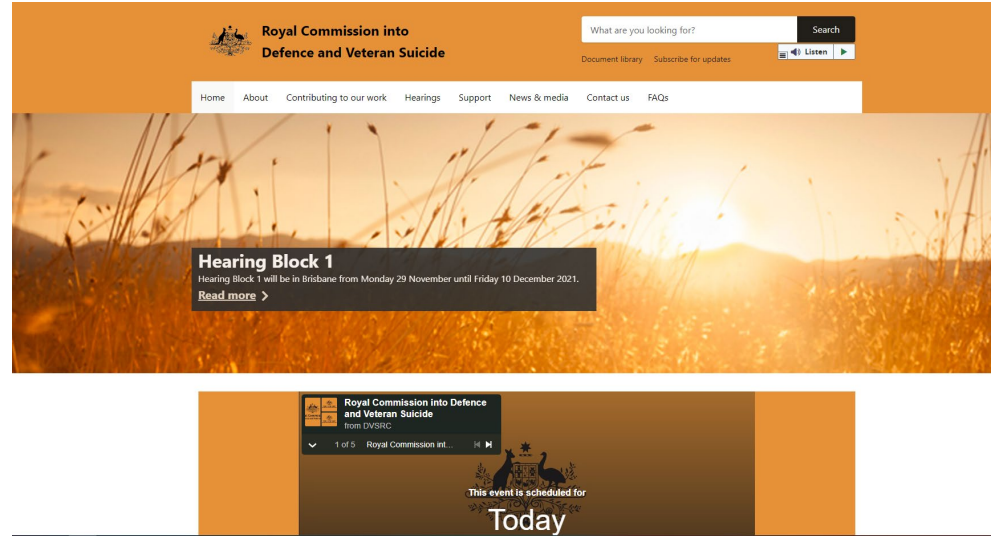 Royal Commission into
Defence and Veteran Suicide
What are you looking for?
Search
Document library
Subscribe for updates
Listen
Home
About
Contributing to our work
Hearings
Support
News & media
Contact us
FAQs
Hearing Block 1
Hearing Block 1 will be in Brisbane from Monday 29 November until Friday 10 December 2021.
Read more
Royal Commission into Defence
and Veteran Suicide
from DVSRC
1 of 5
Royal Commission int...
This event is scheduled for
Today